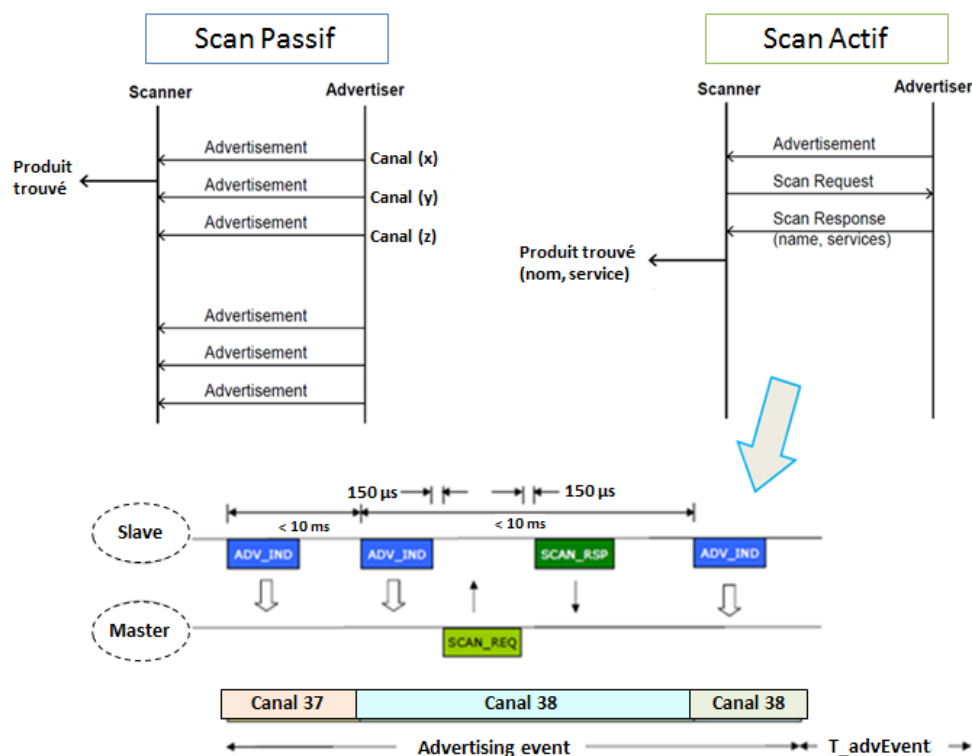 Scan Passif
Scanner
Advertiser
Advertisement
Canal (x)
Produit
trouvé
Advertisement
Canal (y)
Advertisement
Canal (z)
Advertisement
Advertisement
Advertisement
Scan Actif
Scanner
Advertiser
Advertisement
Scan Request
Scan Response
(name, services)
Produit trouvé
(nom, service)
150 µs
150 µs
< 10 ms
< 10 ms
Slave
ADV_IND
ADV_IND
SCAN_RSP
ADV_IND
Master
SCAN_REQ
Canal 37
Canal 38
Canal 38
Advertising event
T_advEvent